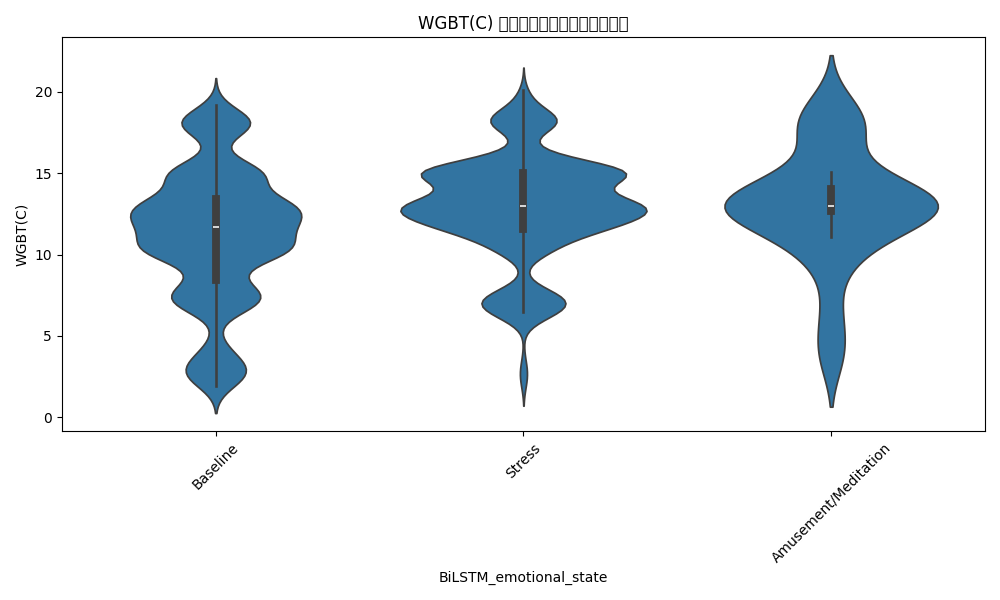 WGBT(C)
WGBT(C)
20
15
10
5
0
Baseline
Stress
Amusement/Meditation
BiLSTM_emotional_state